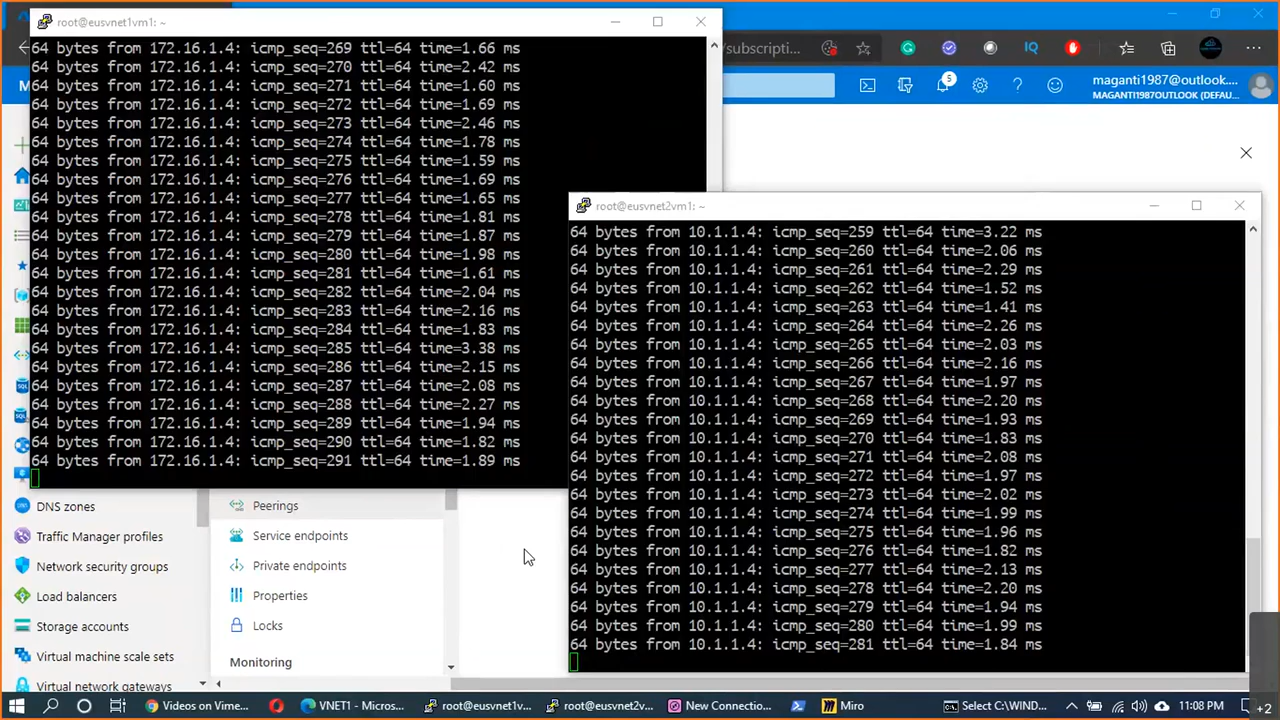 root@eusvnet1vm1: ~
64 bytes from 172.16.1.4: icmp_seq=269 ttl=64 time=1.66 ms
64 bytes from 172.16.1.4: icmp_seq=270 ttl=64 time=2.42 ms
64 bytes from 172.16.1.4: icmp_seq=271 ttl=64 time=1.60 ms
64 bytes from 172.16.1.4: icmp_seq=272 ttl=64 time=1.69 ms
64 bytes from 172.16.1.4: icmp_seq=273 ttl=64 time=2.46 ms
64 bytes from 172.16.1.4: icmp_seq=274 ttl=64 time=1.78 ms
64 bytes from 172.16.1.4: icmp_seq=275 ttl=64 time=1.59 ms
64 bytes from 172.16.1.4: icmp_seq=276 ttl=64 time=1.69 ms
64 bytes from 172.16.1.4: icmp_seq=277 ttl=64 time=1.65 ms
64 bytes from 172.16.1.4: icmp_seq=278 ttl=64 time=1.81 ms
64 bytes from 172.16.1.4: icmp_seq=279 ttl=64 time=1.87 ms
64 bytes from 172.16.1.4: icmp_seq=280 ttl=64 time=1.98 ms
64 bytes from 172.16.1.4: icmp_seq=281 ttl=64 time=1.61 ms
64 bytes from 172.16.1.4: icmp_seq=282 ttl=64 time=2.04 ms
64 bytes from 172.16.1.4: icmp_seq=283 ttl=64 time=2.16 ms
64 bytes from 172.16.1.4: icmp_seq=284 ttl=64 time=1.83 ms
64 bytes from 172.16.1.4: icmp_seq=285 ttl=64 time=3.38 ms
64 bytes from 172.16.1.4: icmp_seq=286 ttl=64 time=2.15 ms
64 bytes from 172.16.1.4: icmp_seq=287 ttl=64 time=2.08 ms
64 bytes from 172.16.1.4: icmp_seq=288 ttl=64 time=2.27 ms
64 bytes from 172.16.1.4: icmp_seq=289 ttl=64 time=1.94 ms
64 bytes from 172.16.1.4: icmp_seq=290 ttl=64 time=1.82 ms
64 bytes from 172.16.1.4: icmp_seq=291 ttl=64 time=1.89 ms
/subscripti...
IQ
M
5
maganti1987@outlook....
MAGANTI1987OUTLOOK (DEFAU...
root@eusvnet2vm1: ~
64 bytes from 10.1.1.4: icmp_seq=259 ttl=64 time=3.22 ms
64 bytes from 10.1.1.4: icmp_seq=260 ttl=64 time=2.06 ms
64 bytes from 10.1.1.4: icmp_seq=261 ttl=64 time=2.29 ms
64 bytes from 10.1.1.4: icmp_seq=262 ttl=64 time=1.52 ms
64 bytes from 10.1.1.4: icmp_seq=263 ttl=64 time=1.41 ms
64 bytes from 10.1.1.4: icmp_seq=264 ttl=64 time=2.26 ms
64 bytes from 10.1.1.4: icmp_seq=265 ttl=64 time=2.03 ms
64 bytes from 10.1.1.4: icmp_seq=266 ttl=64 time=2.16 ms
64 bytes from 10.1.1.4: icmp_seq=267 ttl=64 time=1.97 ms
64 bytes from 10.1.1.4: icmp_seq=268 ttl=64 time=2.20 ms
64 bytes from 10.1.1.4: icmp_seq=269 ttl=64 time=1.93 ms
64 bytes from 10.1.1.4: icmp_seq=270 ttl=64 time=1.83 ms
64 bytes from 10.1.1.4: icmp_seq=271 ttl=64 time=2.08 ms
64 bytes from 10.1.1.4: icmp_seq=272 ttl=64 time=1.97 ms
64 bytes from 10.1.1.4: icmp_seq=273 ttl=64 time=2.02 ms
64 bytes from 10.1.1.4: icmp_seq=274 ttl=64 time=1.99 ms
64 bytes from 10.1.1.4: icmp_seq=275 ttl=64 time=1.96 ms
64 bytes from 10.1.1.4: icmp_seq=276 ttl=64 time=1.82 ms
64 bytes from 10.1.1.4: icmp_seq=277 ttl=64 time=2.13 ms
64 bytes from 10.1.1.4: icmp_seq=278 ttl=64 time=2.20 ms
64 bytes from 10.1.1.4: icmp_seq=279 ttl=64 time=1.94 ms
64 bytes from 10.1.1.4: icmp_seq=280 ttl=64 time=1.99 ms
64 bytes from 10.1.1.4: icmp_seq=281 ttl=64 time=1.84 ms
DNS zones
Traffic Manager profiles
Network security groups
Load balancers
Storage accounts
Virtual machine scale sets
Virtual network gateways
Peerings
Service endpoints
Private endpoints
Properties
Locks
Monitoring
Videos on Vime...
VNET1 - Micros...
root@eusvnet1v...
root@eusvnet2v...
New Connectio...
Miro
Select C:\WIND...
11:08 PM
+2